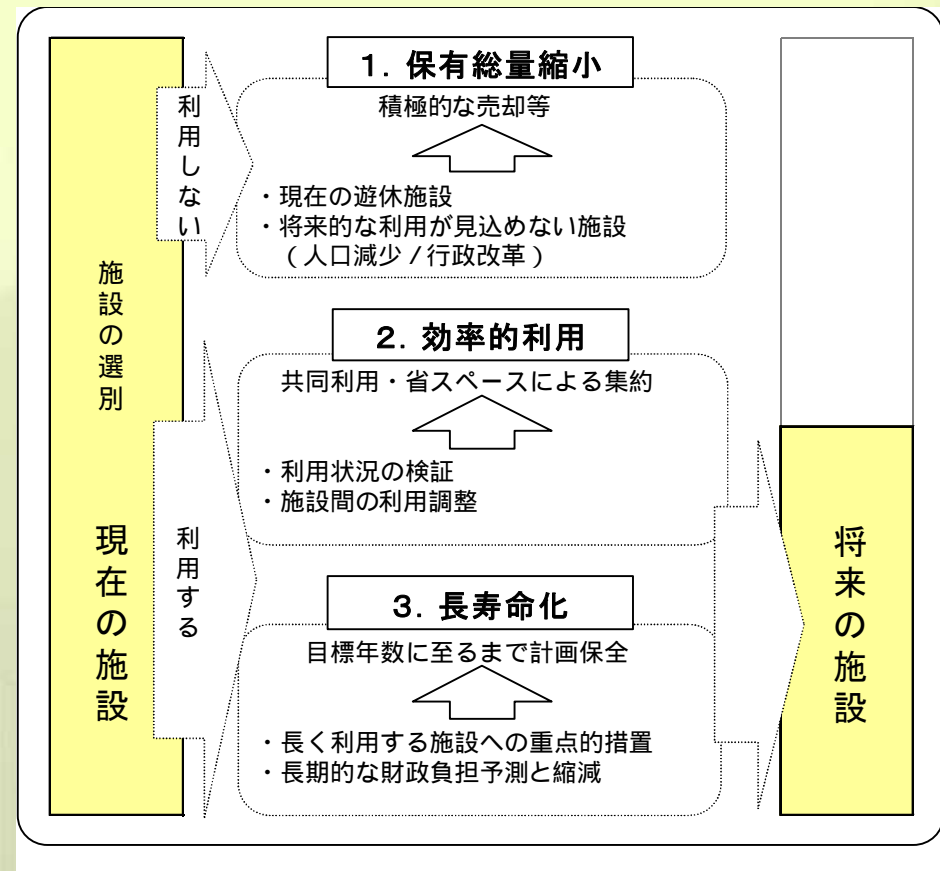 施設の選別
現在の施設
利用しない
１．保有総量縮小
積極的な売却等
・現在の遊休施設
・将来的な利用が見込めない施設
（人口減少／行政改革）
利用する
２．効率的利用
共同利用・省スペースによる集約
・利用状況の検証
・施設間の利用調整
３．長寿命化
目標年数に至るまで計画保全
・長く利用する施設への重点的措置
・長期的な財政負担予測と縮減
将来の施設